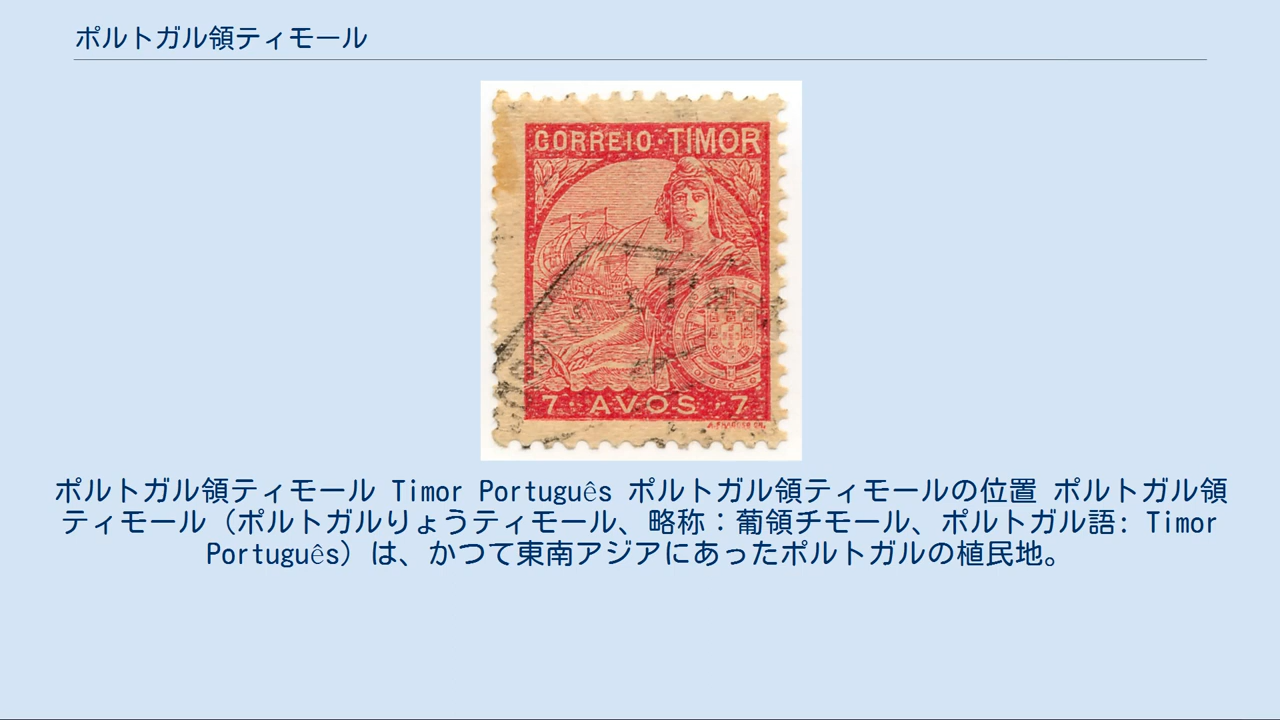 ポルトガル領ティモール
CORREIO·TIMOR
7·AVOS·7
ポルトガル領ティモール Timor Português ポルトガル領ティモールの位置 ポルトガル領
ティモール（ポルトガルりょうティモール、略称：葡領チモール、ポルトガル語: Timor
Português）は、かつて東南アジアにあったポルトガルの植民地。